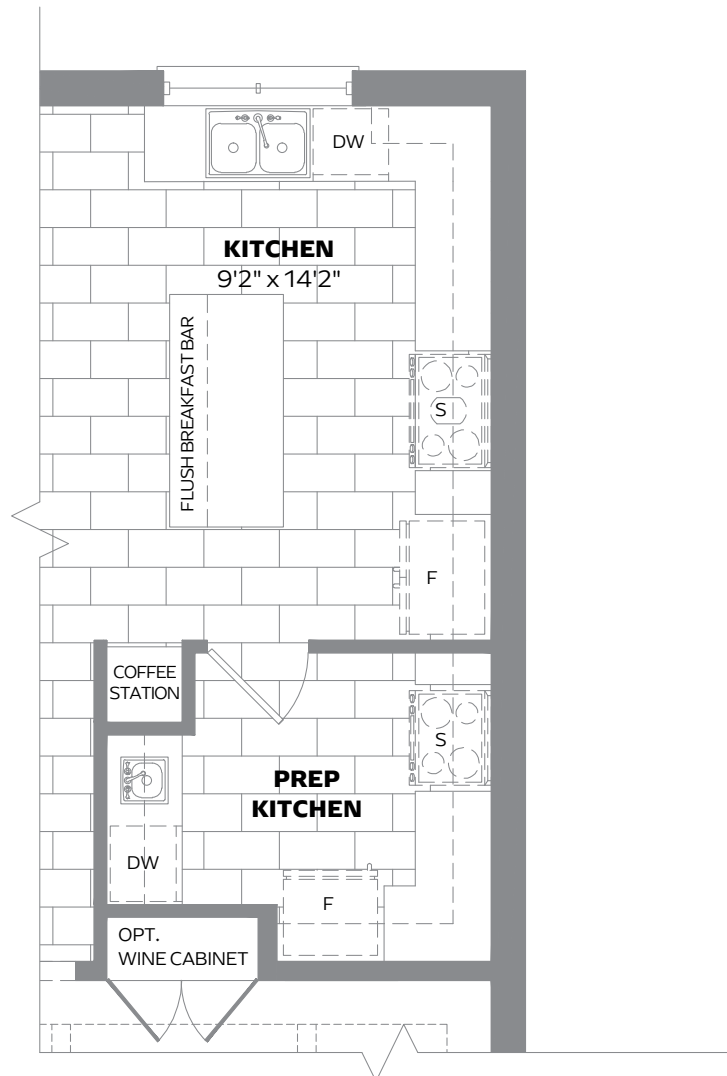 DW
KITCHEN
9'2" x 14'2"
FLUSH BREAKFAST BAR
S
F
COFFEE
STATION
S
PREP
KITCHEN
DW
F
OPT.
WINE CABINET